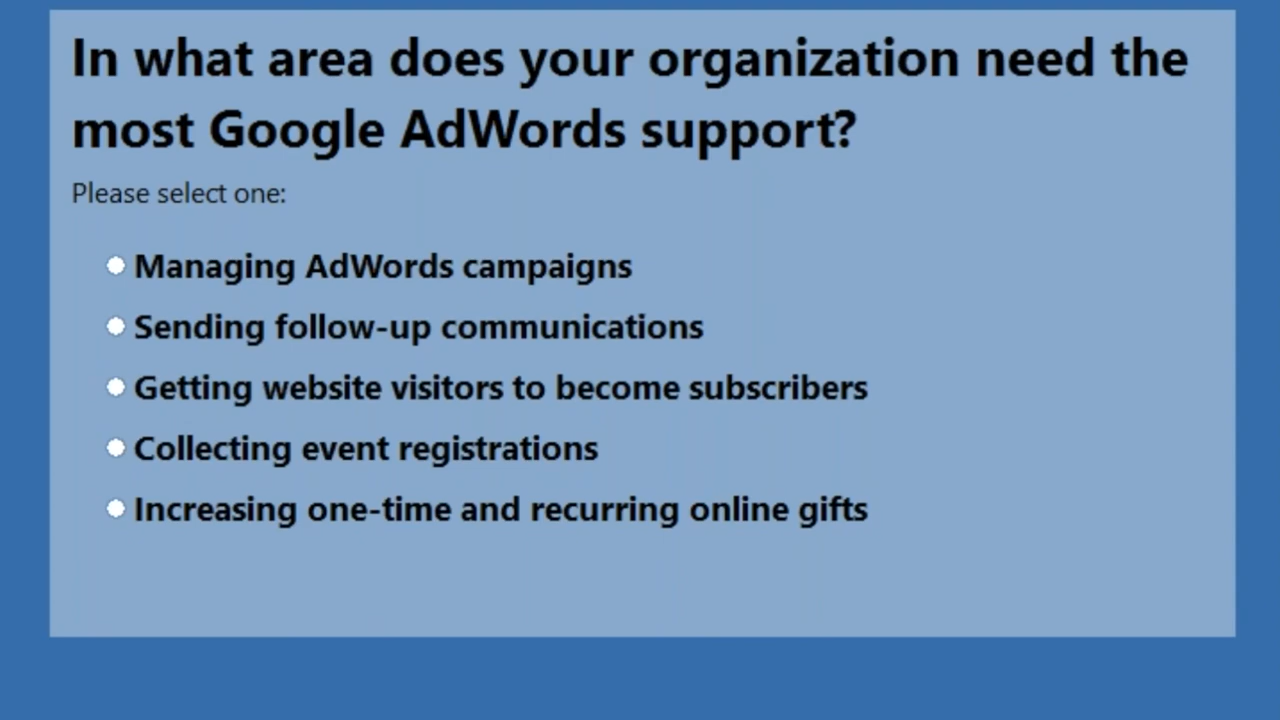 In what area does your organization need the
most Google AdWords support?
Please select one:
Managing AdWords campaigns
Sending follow-up communications
Getting website visitors to become subscribers
Collecting event registrations
Increasing one-time and recurring online gifts